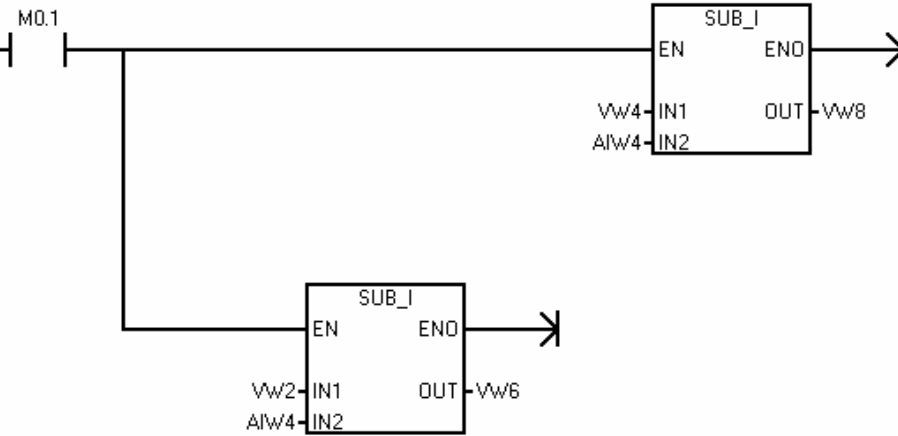 M0.1
SUB_I
EN ENO
VW4 IN1 OUT VW8
AIW4 IN2
SUB_I
EN ENO
VW2 IN1 OUT VW6
AIW4 IN2